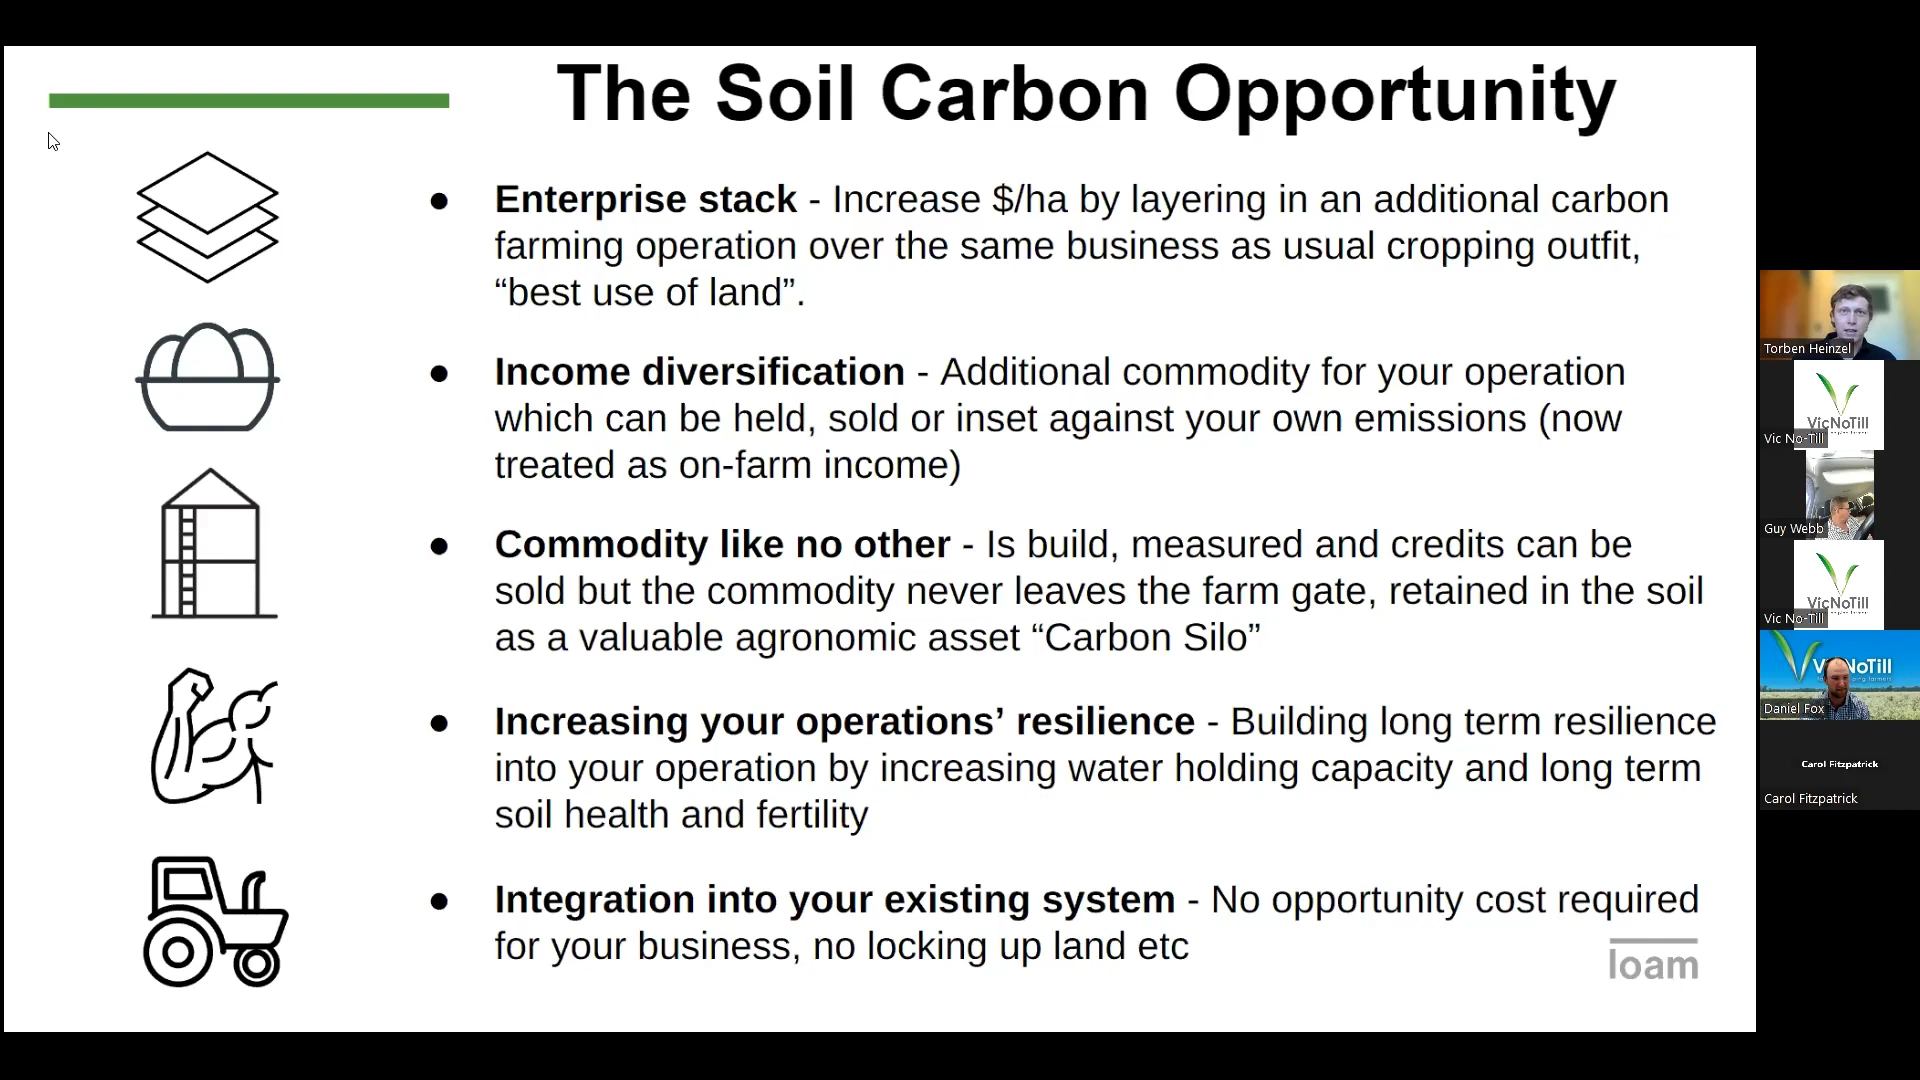 The Soil Carbon Opportunity
● Enterprise stack - Increase $/ha by layering in an additional carbon
farming operation over the same business as usual cropping outfit,
“best use of land”.
● Income diversification - Additional commodity for your operation
which can be held, sold or inset against your own emissions (now
treated as on-farm income)
● Commodity like no other - Is build, measured and credits can be
sold but the commodity never leaves the farm gate, retained in the soil
as a valuable agronomic asset “Carbon Silo”
● Increasing your operations’ resilience - Building long term resilience
into your operation by increasing water holding capacity and long term
soil health and fertility
● Integration into your existing system - No opportunity cost required
for your business, no locking up land etc
loam
Torben Heinzel
VicNoTill
Vic No-Till
Guy Webb
VicNoTill
Vic No-Till
VicNoTill
Daniel Fox
Carol Fitzpatrick
Carol Fitzpatrick